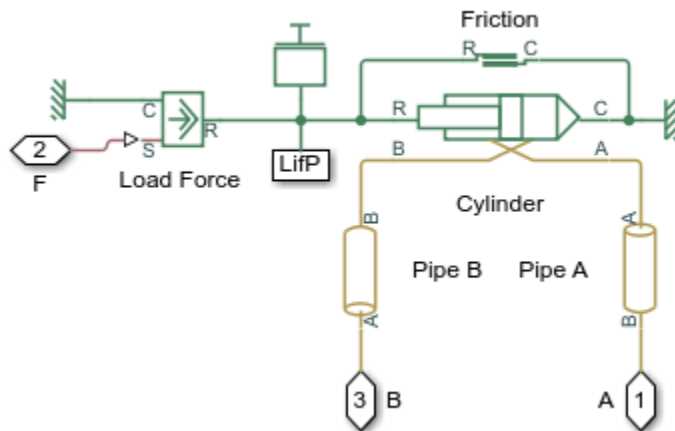 Friction
R
C
C
R
S
2
F
Load Force
LifP
R
C
B
A
Cylinder
B
A
Pipe B
Pipe A
A
B
3
B
A
1